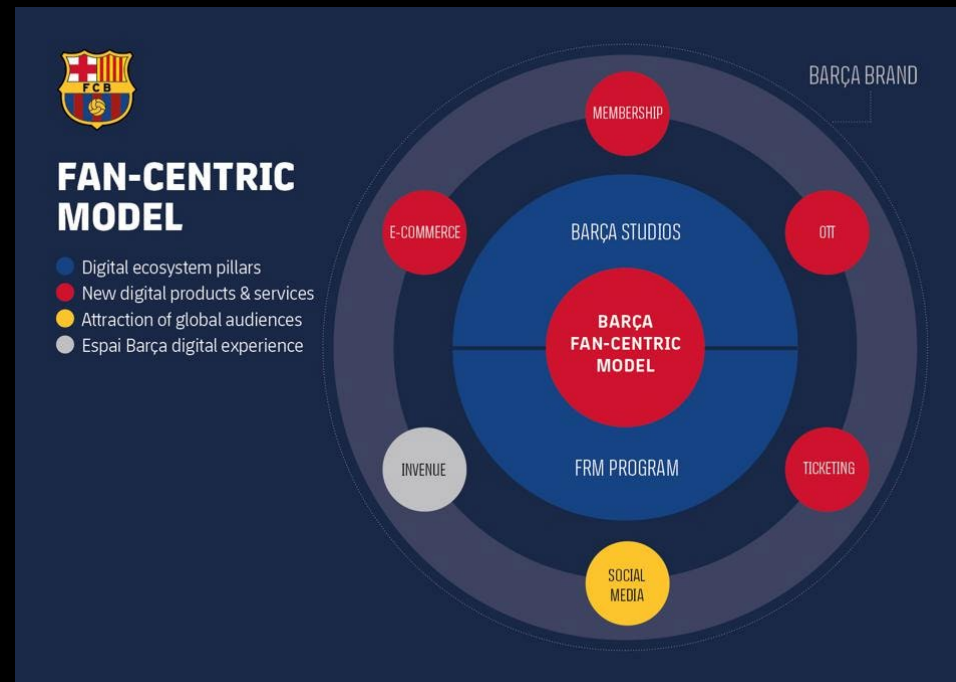 FCB
FAN-CENTRIC
MODEL
Digital ecosystem pillars
New digital products & services
Attraction of global audiences
Espai Barça digital experience
BARÇA BRAND
MEMBERSHIP
E-COMMERCE
BARÇA STUDIOS
OTT
BARÇA
FAN-CENTRIC
MODEL
INVENUE
FRM PROGRAM
TICKETING
SOCIAL
MEDIA